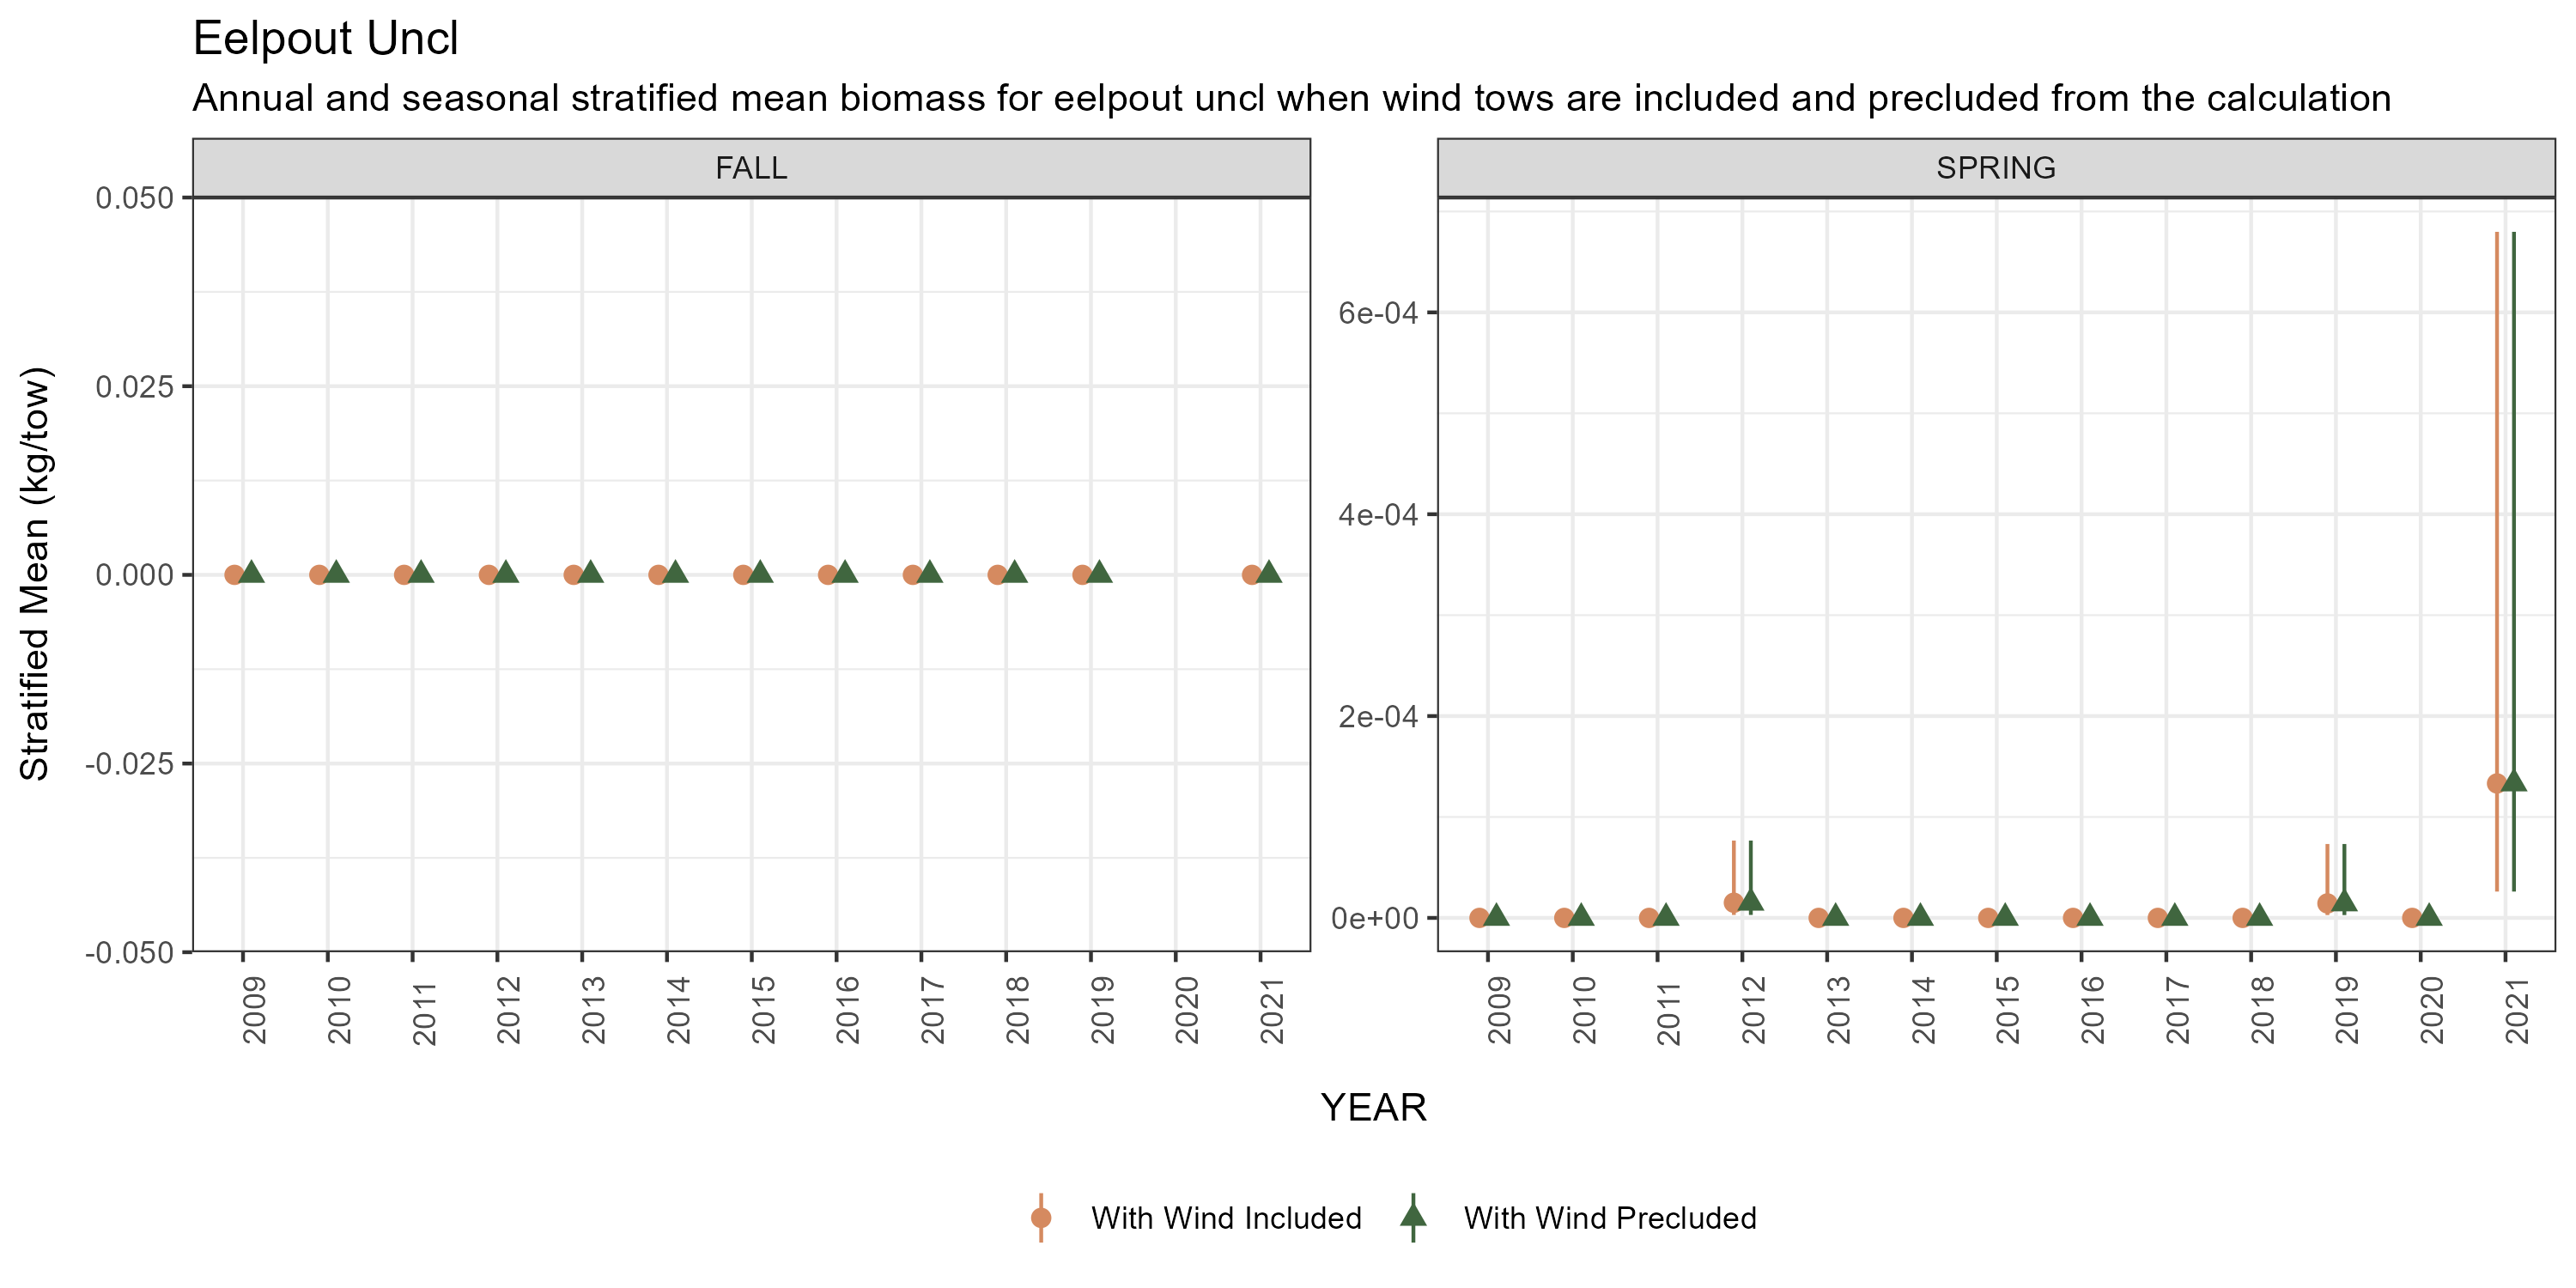 Eelpout Uncl
Annual and seasonal stratified mean biomass for eelpout uncl when wind tows are included and precluded from the calculation
FALL
SPRING
Stratified Mean (kg/tow)
0.050
0.025
0.000
-0.025
-0.050
6e-04
4e-04
2e-04
0e+00
2009
2010
2011
2012
2013
2014
2015
2016
2017
2018
2019
2020
2021
2009
2010
2011
2012
2013
2014
2015
2016
2017
2018
2019
2020
2021
YEAR
With Wind Included
With Wind Precluded